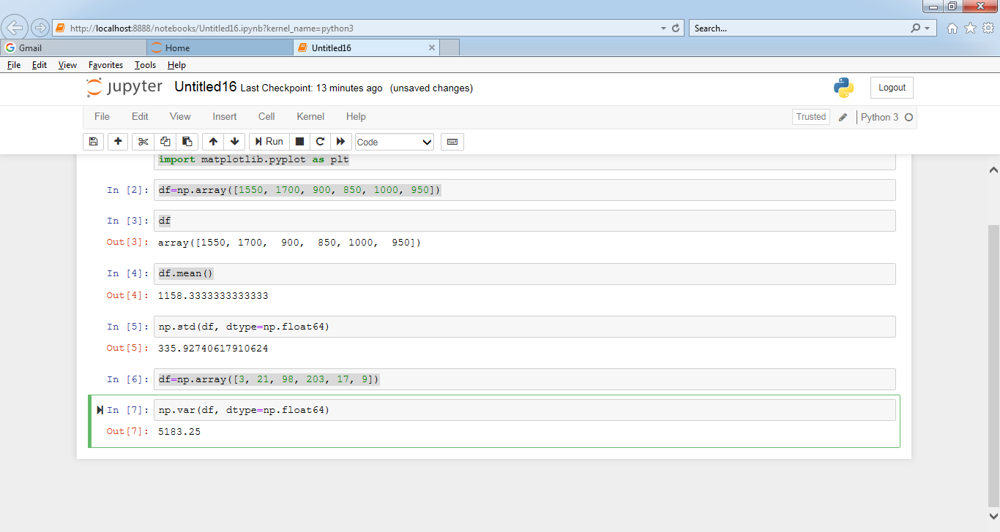 http://localhost:8888/notebooks/Untitled16.ipynb?kernel_name=python3
Search...
Gmail
Home
Untitled16
File Edit View Favorites Tools Help
jupyter Untitled16 Last Checkpoint: 13 minutes ago (unsaved changes)
Logout
File Edit View Insert Cell Kernel Help
Trusted
Python 3
Run
Code
import matplotlib.pyplot as plt
In [2]: df=np.array([1550, 1700, 900, 850, 1000, 950])
In [3]: df
Out[3]: array([1550, 1700,  900,  850, 1000,  950])
In [4]: df.mean()
Out[4]: 1158.3333333333333
In [5]: np.std(df, dtype=np.float64)
Out[5]: 335.92740617910624
In [6]: df=np.array([3, 21, 98, 203, 17, 9])
In [7]: np.var(df, dtype=np.float64)
Out[7]: 5183.25